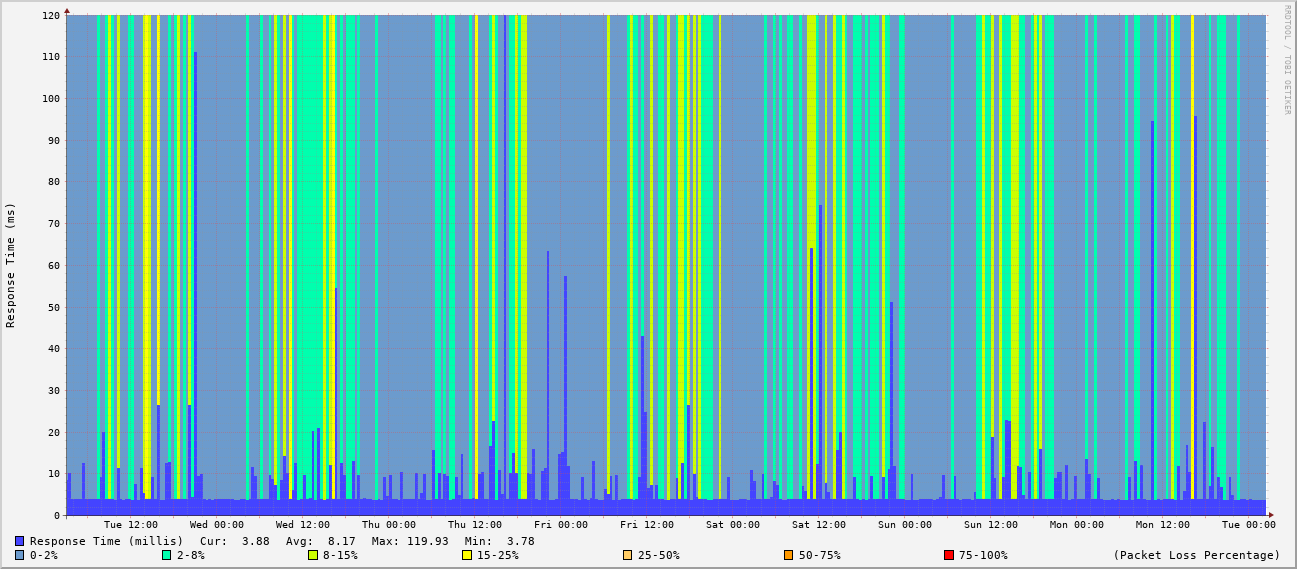 RRDTOOL / TOBI OETIKER
Response Time (ms)
120
110
100
90
80
70
60
50
40
30
20
10
0
Tue 12:00 Wed 00:00 Wed 12:00 Thu 00:00 Thu 12:00 Fri 00:00 Fri 12:00 Sat 00:00 Sat 12:00 Sun 00:00 Sun 12:00 Mon 00:00 Mon 12:00 Tue 00:00
Response Time (millis) Cur: 3.88 Avg: 8.17 Max: 119.93 Min: 3.78
0-2% 2-8% 8-15% 15-25% 25-50% 50-75% 75-100% (Packet Loss Percentage)